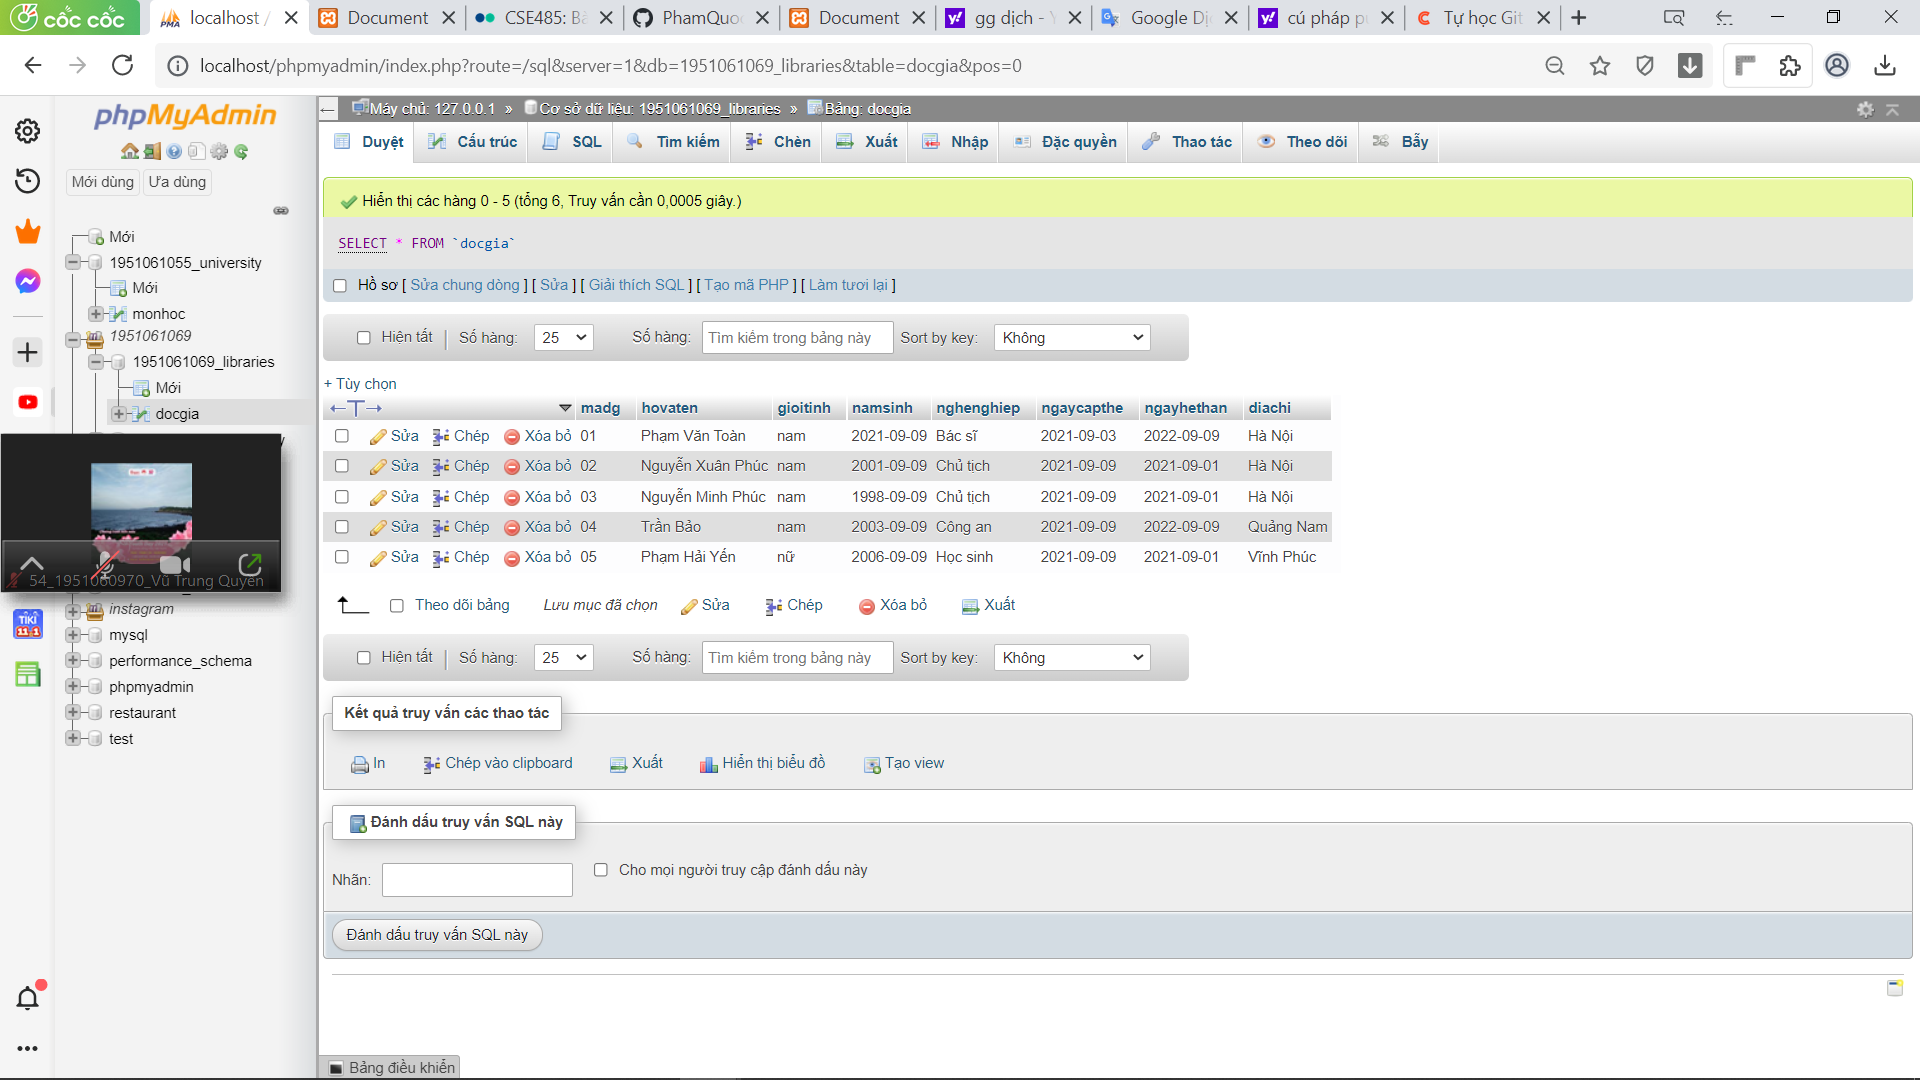 cốc cốc
localhost /
Document
CSE485: Bà
PhamQuoc
Document
gg dịch - Y
Google Dịc
cú pháp p
Tự học Git
localhost/phpmyadmin/index.php?route=/sql&server=1&db=1951061069_libraries&table=docgia&pos=0
phpMyAdmin
Mới dùng
Ưa dùng
Mới
1951061055_university
Mới
monhoc
1951061069
1951061069_libraries
Mới
docgia
54_1951060970_Vũ Trung Quyền
instagram
mysql
performance_schema
phpmyadmin
restaurant
test
TIKI
11.1
Máy chủ: 127.0.0.1 » Cơ sở dữ liệu: 1951061069_libraries » Bảng: docgia
Duyệt Cấu trúc SQL Tìm kiếm Chèn Xuất Nhập Đặc quyền Thao tác Theo dõi Bẫy
Hiển thị các hàng 0 - 5 (tổng 6, Truy vấn cần 0,0005 giây.)
SELECT * FROM `docgia`
Hồ sơ [ Sửa chung dòng ] [ Sửa ] [ Giải thích SQL ] [ Tạo mã PHP ] [ Làm tươi lại ]
Hiện tất Số hàng: 25 Số hàng: Tìm kiếm trong bảng này Sort by key: Không
+ Tùy chọn
←T→ madg hovaten gioitinh namsinh nghenghiep ngaycapthe ngayhethan diachi
Sửa Chép Xóa bỏ 01 Phạm Văn Toàn nam 2021-09-09 Bác sĩ 2021-09-03 2022-09-09 Hà Nội
Sửa Chép Xóa bỏ 02 Nguyễn Xuân Phúc nam 2001-09-09 Chủ tịch 2021-09-09 2021-09-01 Hà Nội
Sửa Chép Xóa bỏ 03 Nguyễn Minh Phúc nam 1998-09-09 Chủ tịch 2021-09-09 2021-09-01 Hà Nội
Sửa Chép Xóa bỏ 04 Trần Bảo nam 2003-09-09 Công an 2021-09-09 2022-09-09 Quảng Nam
Sửa Chép Xóa bỏ 05 Phạm Hải Yến nữ 2006-09-09 Học sinh 2021-09-09 2021-09-01 Vĩnh Phúc
Theo dõi bảng Lưu mục đã chọn Sửa Chép Xóa bỏ Xuất
Hiện tất Số hàng: 25 Số hàng: Tìm kiếm trong bảng này Sort by key: Không
Kết quả truy vấn các thao tác
In Chép vào clipboard Xuất Hiển thị biểu đồ Tạo view
Đánh dấu truy vấn SQL này
Nhãn: Cho mọi người truy cập đánh dấu này
Đánh dấu truy vấn SQL này
Bảng điều khiển